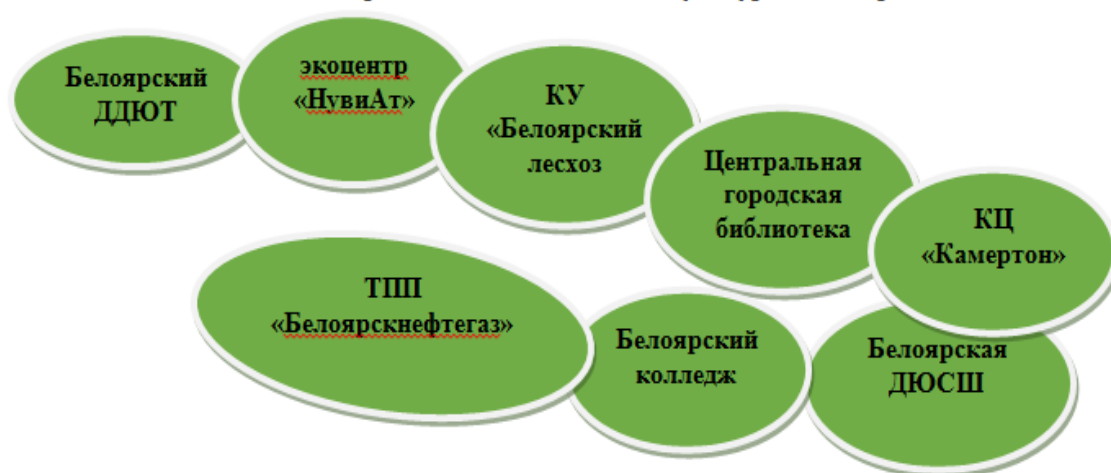 Белоярский
ДДЮТ
экоцентр
«НувиАт»
КУ
«Белоярский
лесхоз
Центральная
городская
библиотека
КЦ
«Камертон»
ТПП
«Белоярскнефтегаз»
Белоярский
колледж
Белоярская
ДЮСШ